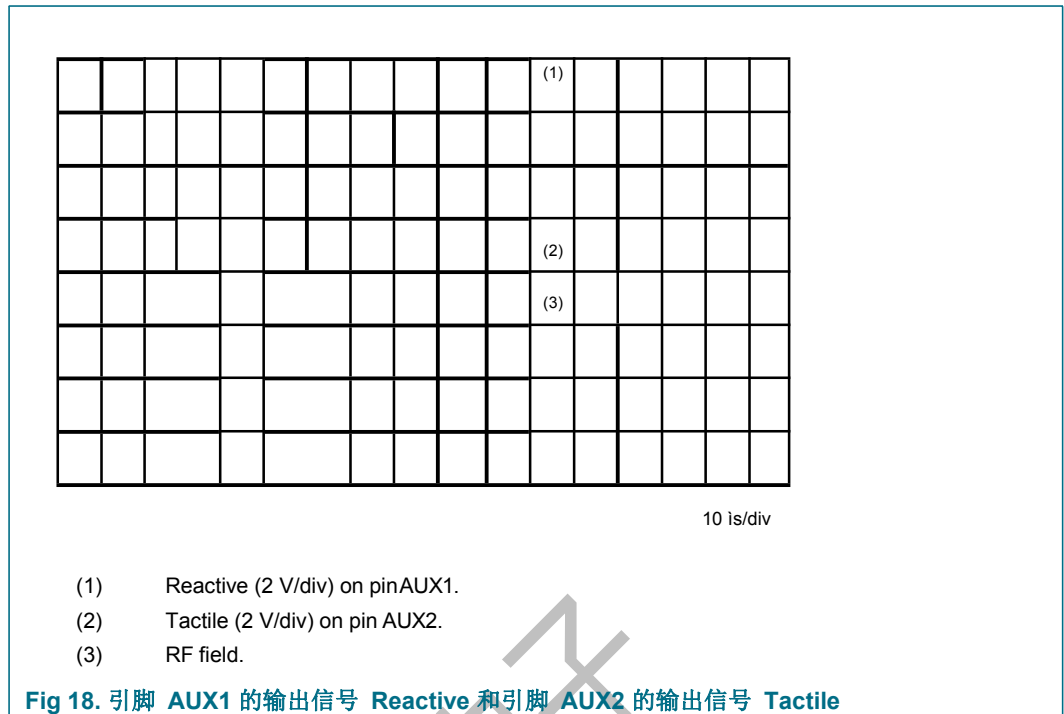 (1)
(2)
(3)
10 ìs/div
(1) Reactive (2 V/div) on pinAUX1.
(2) Tactile (2 V/div) on pin AUX2.
(3) RF field.
Fig 18. 引脚 AUX1 的输出信号 Reactive 和引脚 AUX2 的输出信号 Tactile